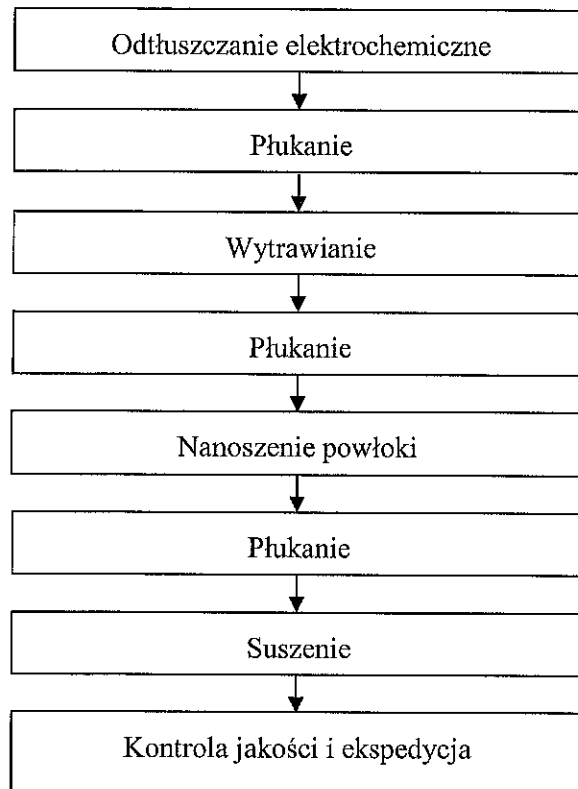 Odtłuszczanie elektrochemiczne
Płukanie
Wytrawianie
Płukanie
Nanoszenie powłoki
Płukanie
Suszenie
Kontrola jakości i ekspedycja